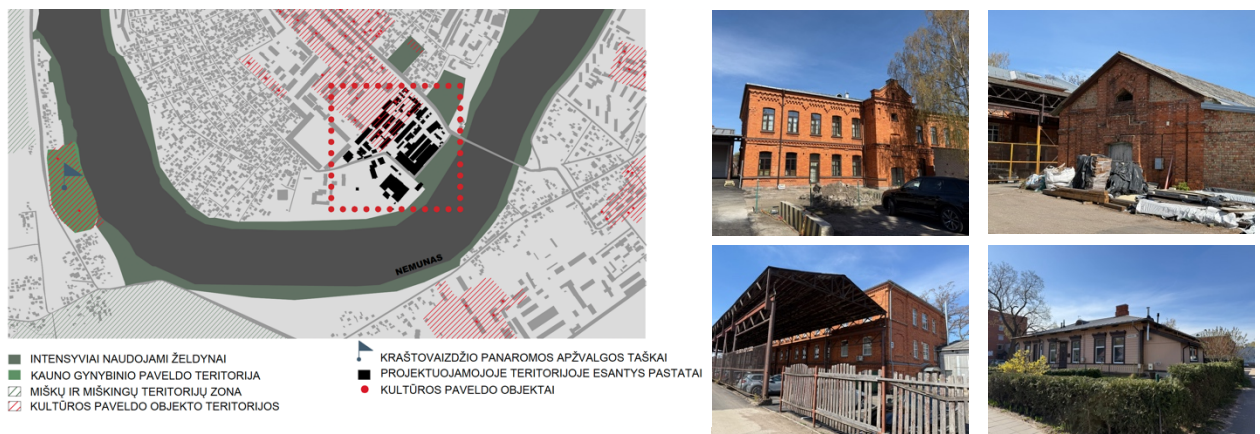 NEMUNAS
INTENSYVIAI NAUDOJAMI ŽELDYNAI
KAUNO GYNYBINIO PAVELDO TERITORIJA
MIŠKŲ IR MIŠKINGŲ TERITORIJŲ ZONA
KULTŪROS PAVELDO OBJEKTO TERITORIJOS
KRAŠTOVAIZDŽIO PANAROMOS APŽVALGOS TAŠKAI
PROJEKTUOJAMOJOJE TERITORIJOJE ESANTYS PASTATAI
KULTŪROS PAVELDO OBJEKTAI